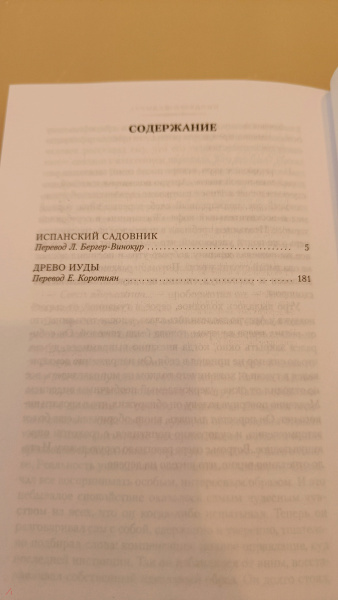 СОДЕРЖАНИЕ
ИСПАНСКИЙ САДОВНИК
Перевод Л. Бергер-Винокур 5
ДРЕВО ИУДЫ
Перевод Е. Коротнян 181